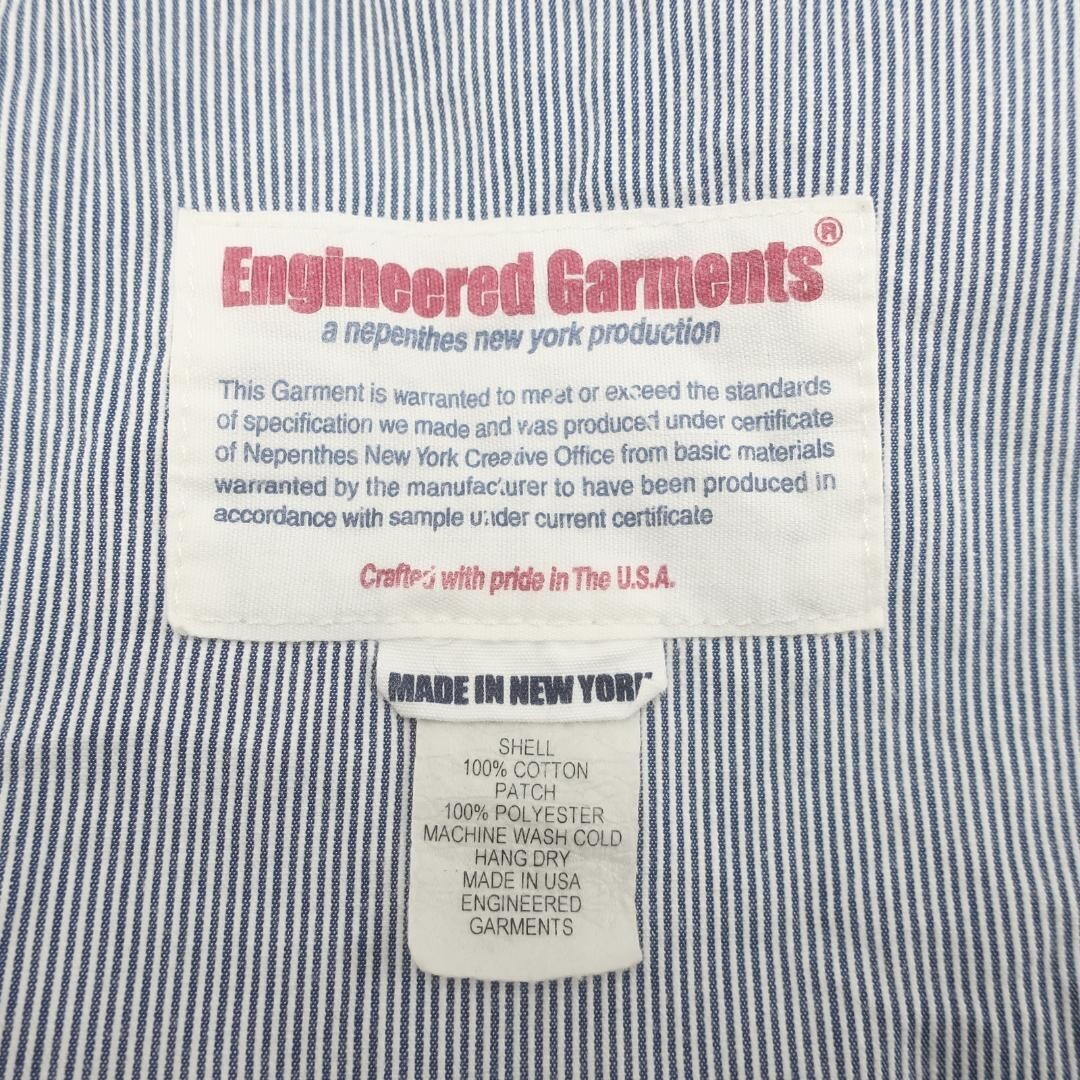 Engineered Garments®
a nepenthes new york production
This Garment is warranted to meet or exceed the standards
of specification we made and was produced under certificate
of Nepenthes New York Creative Office from basic materials
warranted by the manufacturer to have been produced in
accordance with sample under current certificate
Crafted with pride in The U.S.A.
MADE IN NEW YORK
SHELL
100% COTTON
PATCH
100% POLYESTER
MACHINE WASH COLD
HANG DRY
MADE IN USA
ENGINEERED
GARMENTS